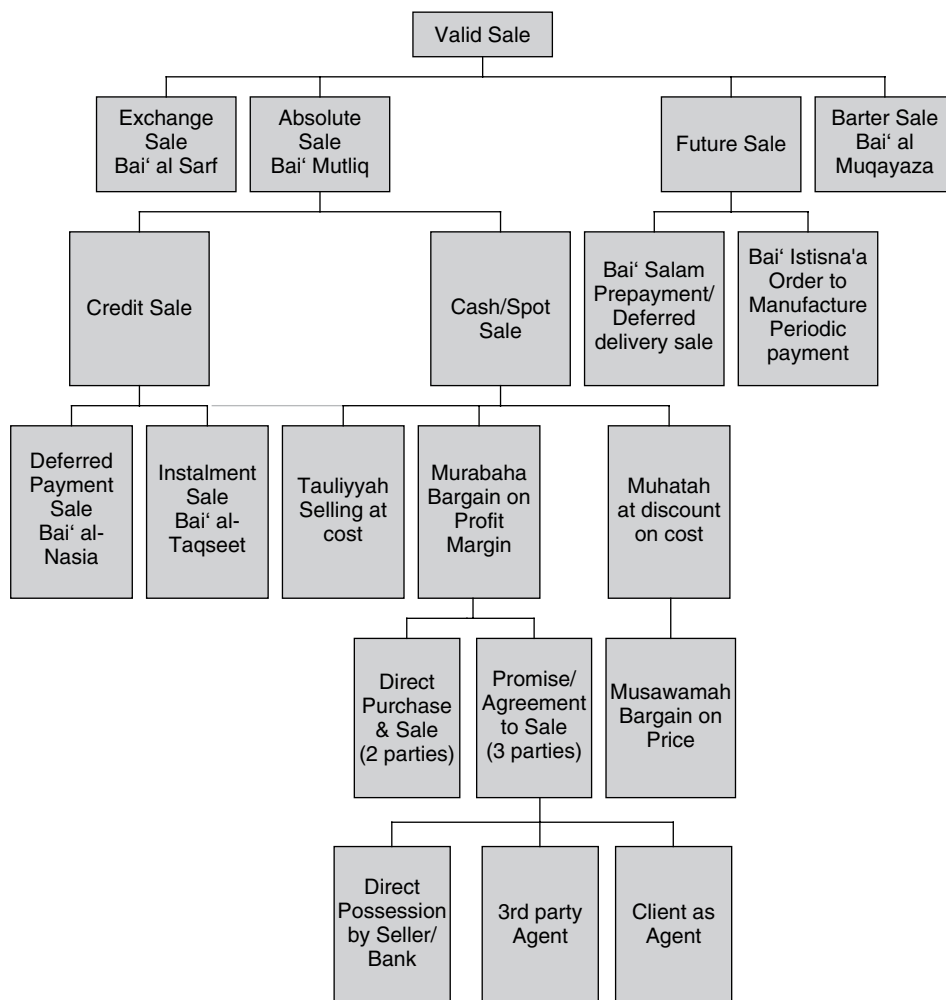 Valid Sale
Exchange
Sale
Bai‘ al Sarf
Absolute
Sale
Bai‘ Mutliq
Future Sale
Barter Sale
Bai‘ al
Muqayaza
Credit Sale
Cash/Spot
Sale
Bai‘ Salam
Prepayment/
Deferred
delivery sale
Bai‘ Istisna'a
Order to
Manufacture
Periodic
payment
Deferred
Payment
Sale
Bai‘ al-
Nasia
Instalment
Sale
Bai‘ al-
Taqseet
Tauliyyah
Selling at
cost
Murabaha
Bargain on
Profit
Margin
Muhatah
at discount
on cost
Direct
Purchase
& Sale
(2 parties)
Promise/
Agreement
to Sale
(3 parties)
Musawamah
Bargain on
Price
Direct
Possession
by Seller/
Bank
3rd party
Agent
Client as
Agent